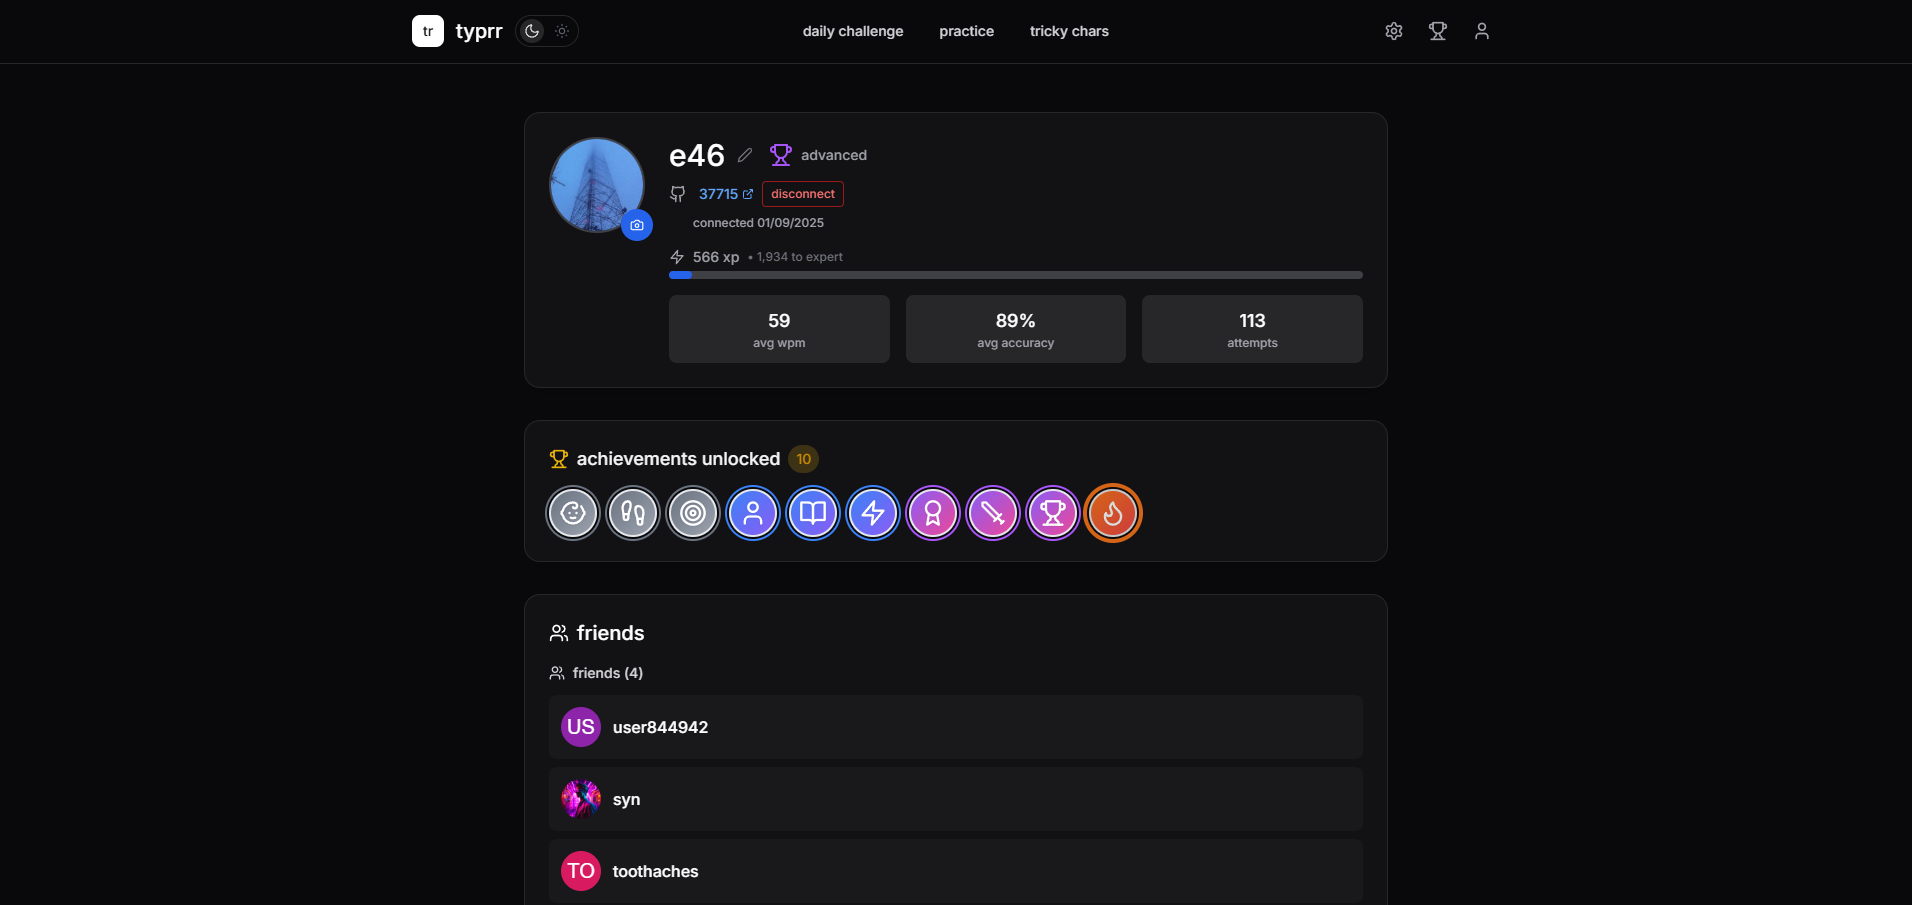 tr typrr daily challenge practice tricky chars
e46 advanced
37715 disconnect
connected 01/09/2025
566 xp • 1,934 to expert
59 89% 113
avg wpm avg accuracy attempts
achievements unlocked 10
friends
friends (4)
US user844942
syn
TO toothaches